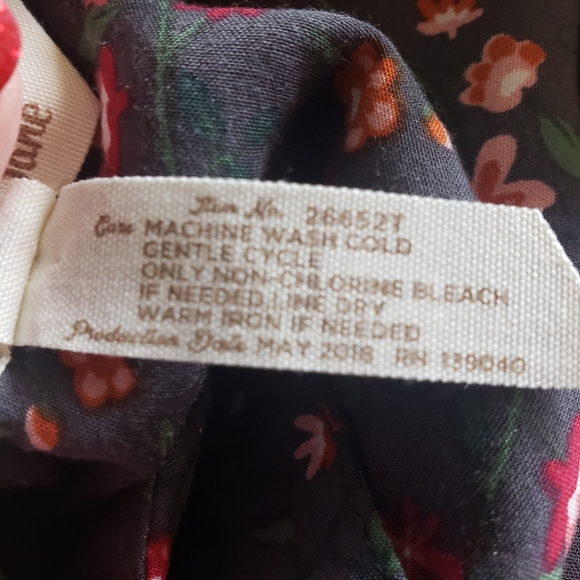 Item No. 26652T
Care MACHINE WASH COLD
GENTLE CYCLE
ONLY NON-CHLORINE BLEACH
IF NEEDED, LINE DRY
WARM IRON IF NEEDED
Production Date MAY 2018 RN 139040